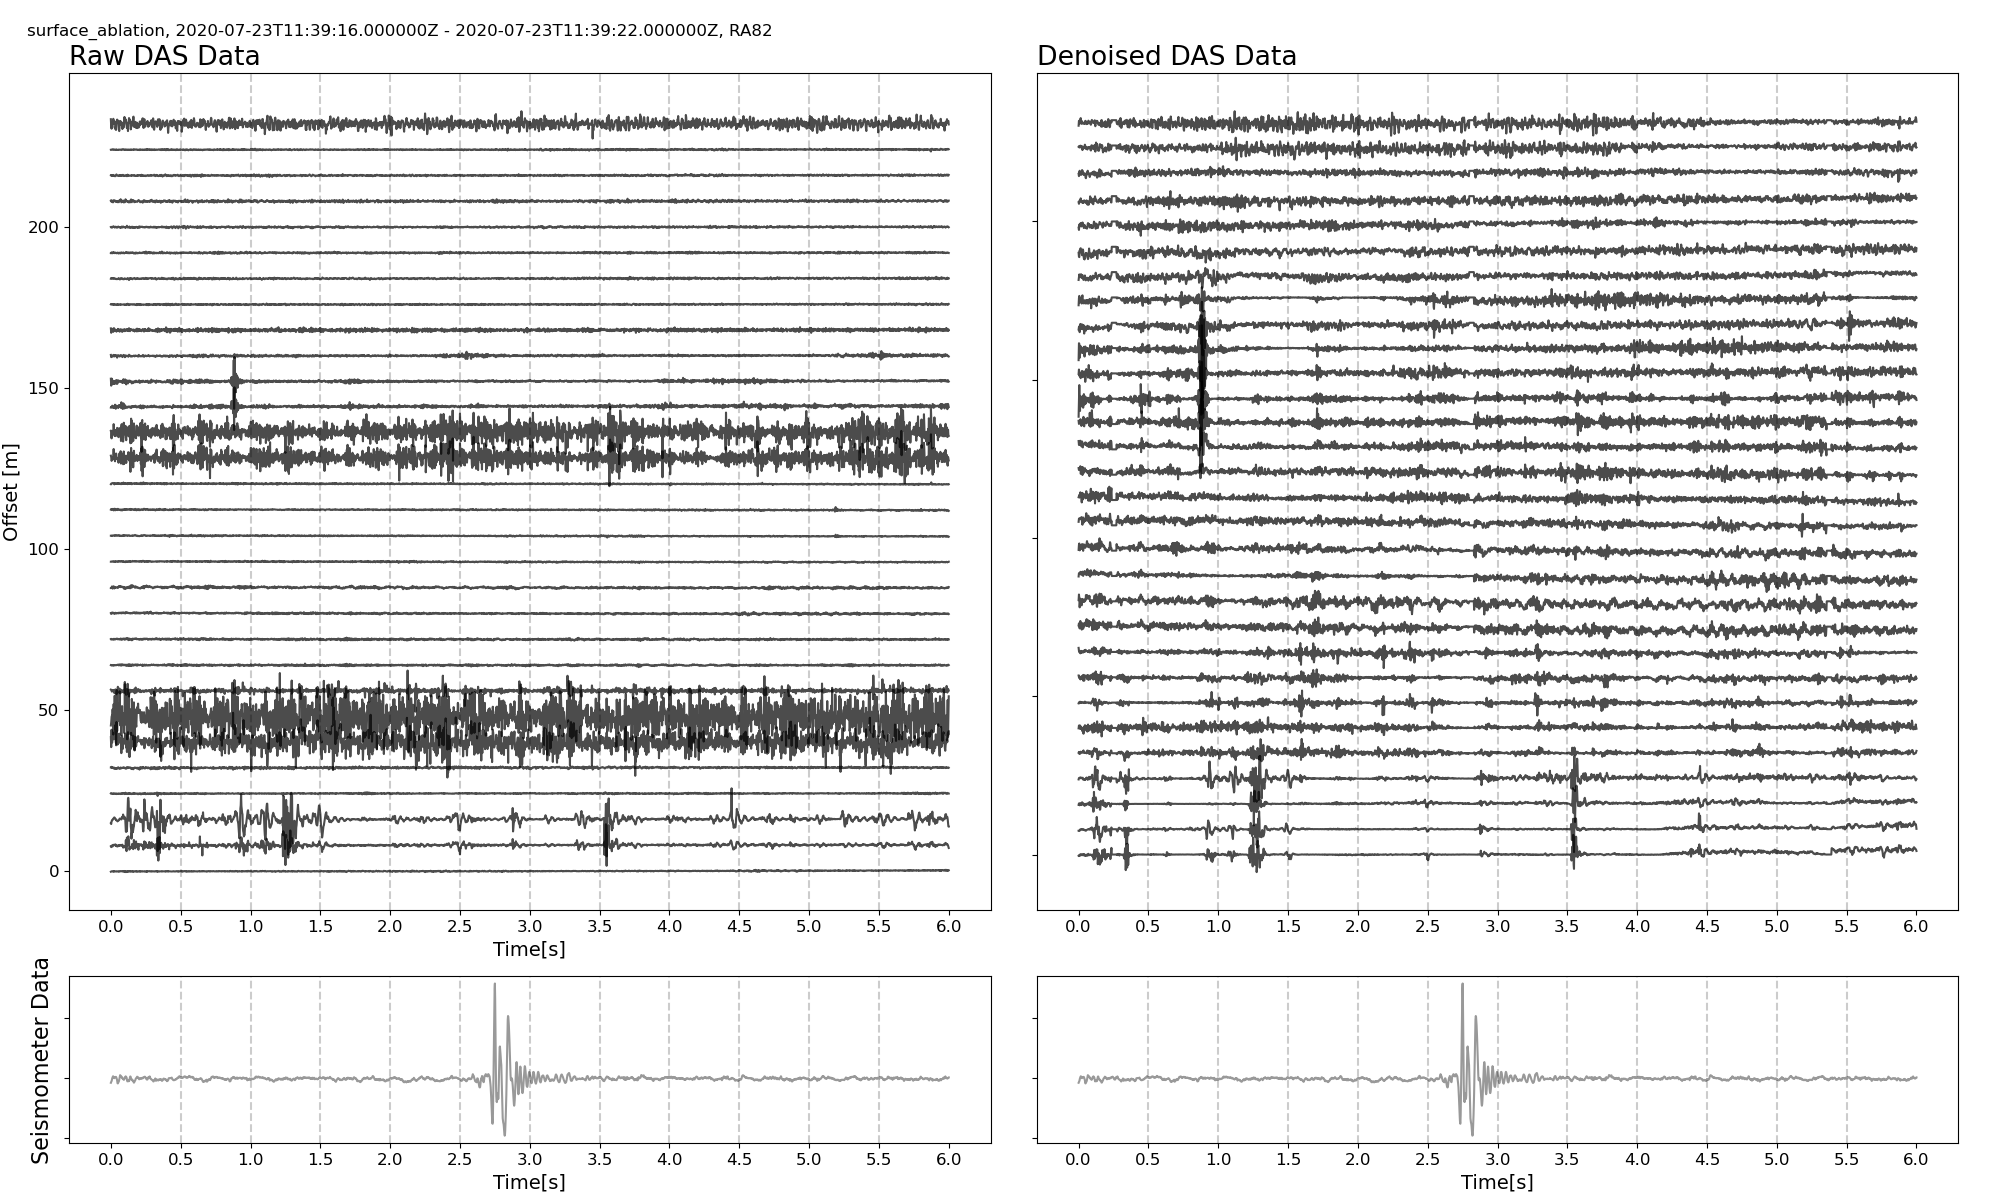 surface_ablation, 2020-07-23T11:39:16.000000Z - 2020-07-23T11:39:22.000000Z, RA82
Raw DAS Data
Denoised DAS Data
Offset [m]
200
150
100
50
0
0.0 0.5 1.0 1.5 2.0 2.5 3.0 3.5 4.0 4.5 5.0 5.5 6.0
Time[s]
0.0 0.5 1.0 1.5 2.0 2.5 3.0 3.5 4.0 4.5 5.0 5.5 6.0
Seismometer Data
0.0 0.5 1.0 1.5 2.0 2.5 3.0 3.5 4.0 4.5 5.0 5.5 6.0
Time[s]
0.0 0.5 1.0 1.5 2.0 2.5 3.0 3.5 4.0 4.5 5.0 5.5 6.0
Time[s]